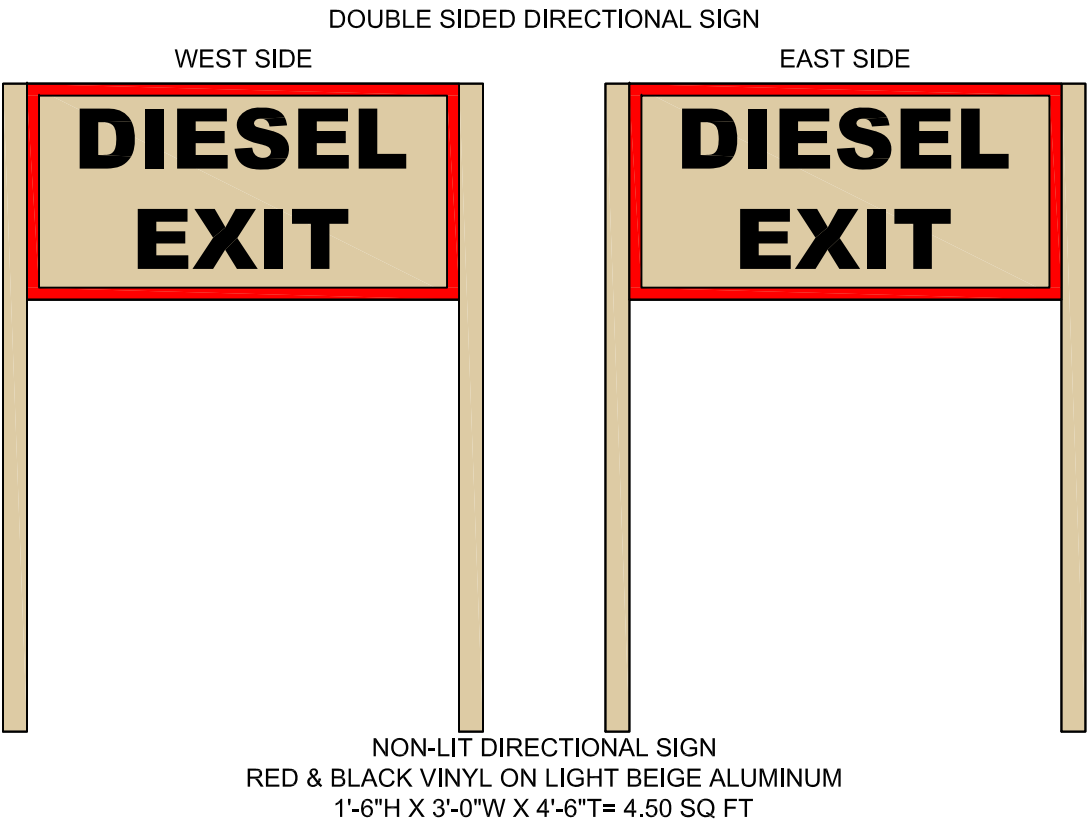 DOUBLE SIDED DIRECTIONAL SIGN
WEST SIDE
EAST SIDE
DIESEL
EXIT
DIESEL
EXIT
NON-LIT DIRECTIONAL SIGN
RED & BLACK VINYL ON LIGHT BEIGE ALUMINUM
1'-6"H X 3'-0"W X 4'-6"T= 4.50 SQ FT